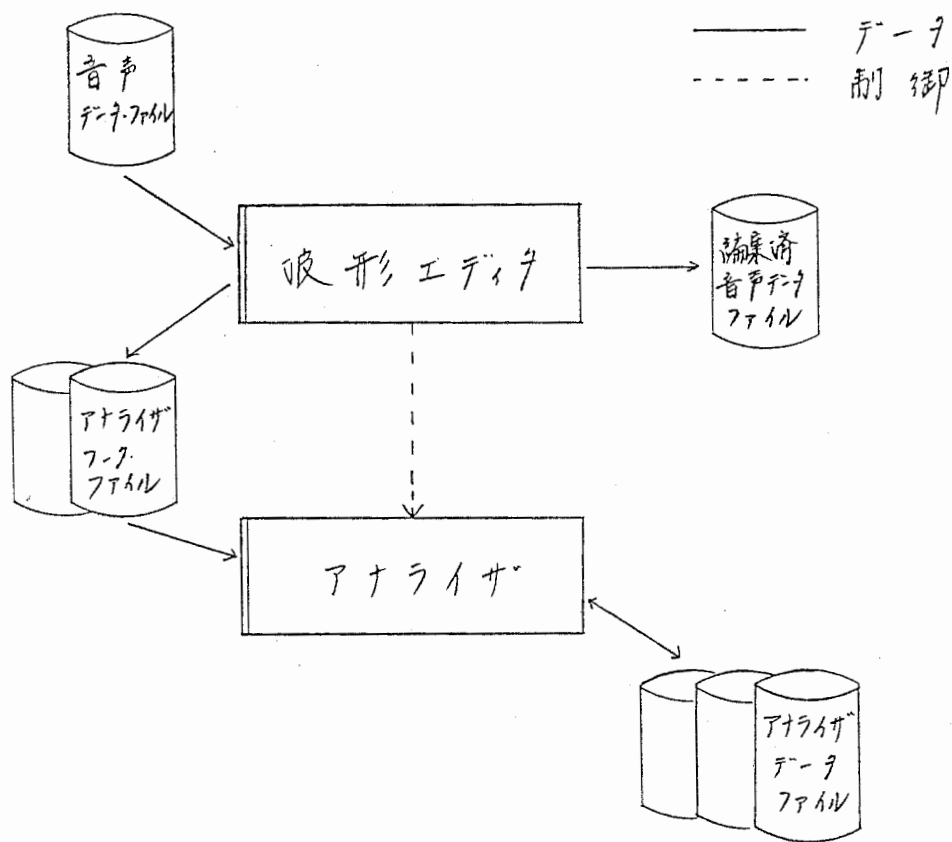 データ
制御
音声
データ・ファイル
波形エディタ
編集済
音声データ
ファイル
アナライザ
ワーク・
ファイル
アナライザ
アナライザ
データ
ファイル